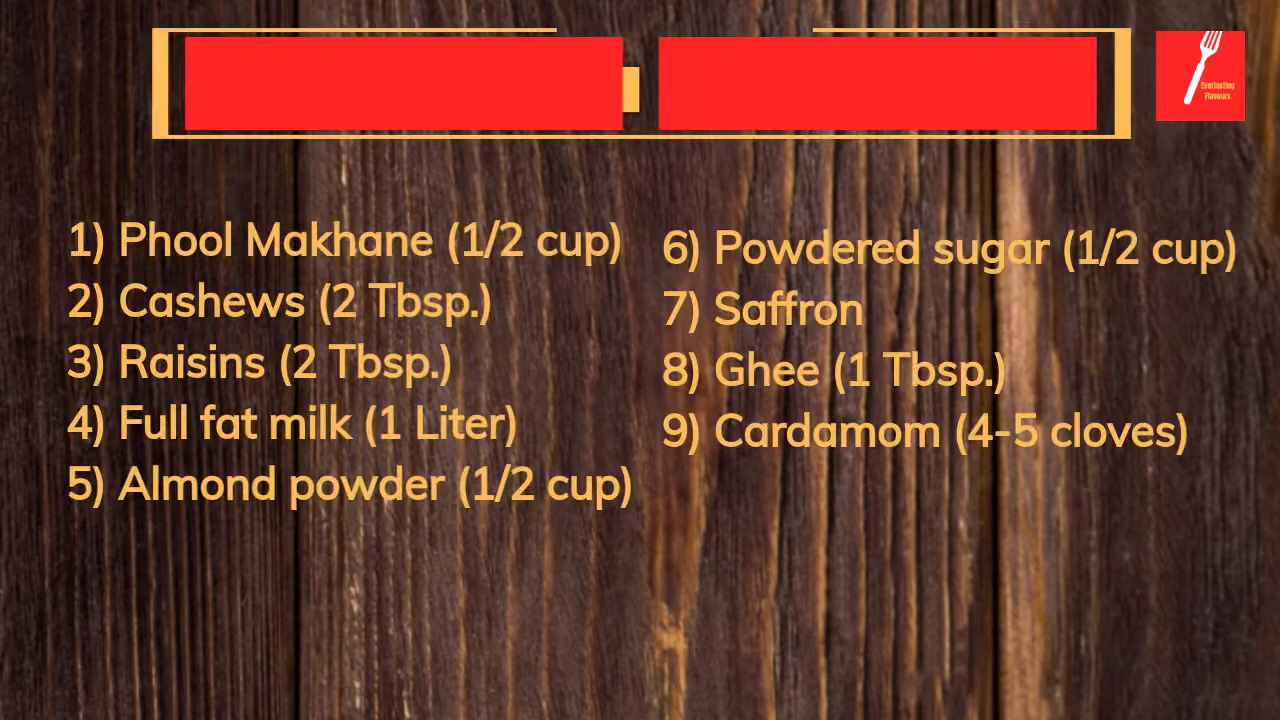 Everlasting
Flavours
1) Phool Makhane (1/2 cup)
2) Cashews (2 Tbsp.)
3) Raisins (2 Tbsp.)
4) Full fat milk (1 Liter)
5) Almond powder (1/2 cup)
6) Powdered sugar (1/2 cup)
7) Saffron
8) Ghee (1 Tbsp.)
9) Cardamom (4-5 cloves)